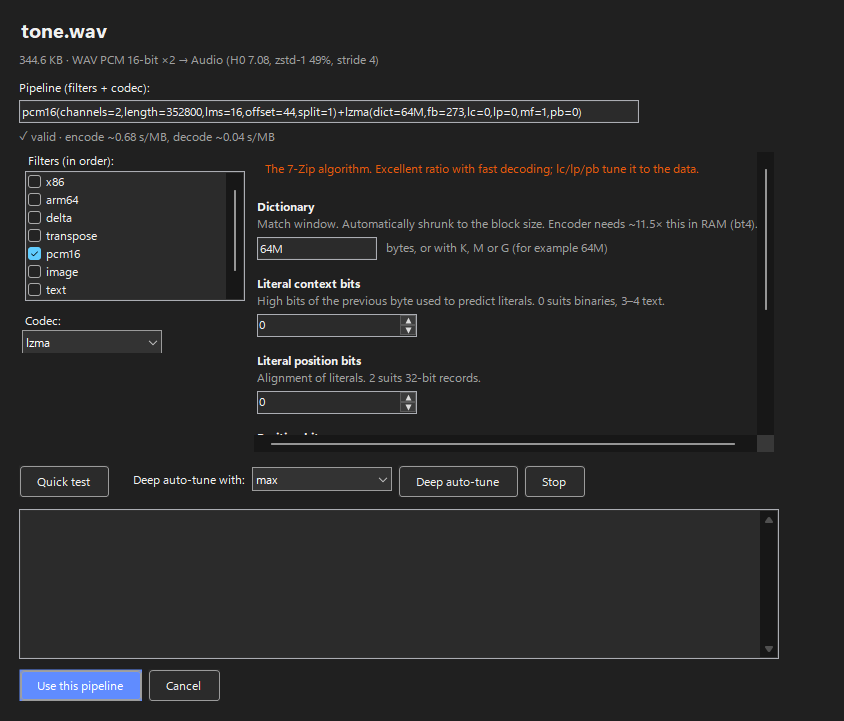 tone.wav
344.6 KB · WAV PCM 16-bit ×2 → Audio (H0 7.08, zstd-1 49%, stride 4)
Pipeline (filters + codec):
pcm16(channels=2,length=352800,lms=16,offset=44,split=1)+lzma(dict=64M,fb=273,lc=0,lp=0,mf=1,pb=0)
✓ valid · encode ~0.68 s/MB, decode ~0.04 s/MB
Filters (in order):
x86
arm64
delta
transpose
pcm16
image
text
Codec:
lzma
The 7-Zip algorithm. Excellent ratio with fast decoding; lc/lp/pb tune it to the data.
Dictionary
Match window. Automatically shrunk to the block size. Encoder needs ~11.5× this in RAM (bt4).
64M bytes, or with K, M or G (for example 64M)
Literal context bits
High bits of the previous byte used to predict literals. 0 suits binaries, 3–4 text.
0
Literal position bits
Alignment of literals. 2 suits 32-bit records.
0
Quick test Deep auto-tune with: max Deep auto-tune Stop
Use this pipeline Cancel